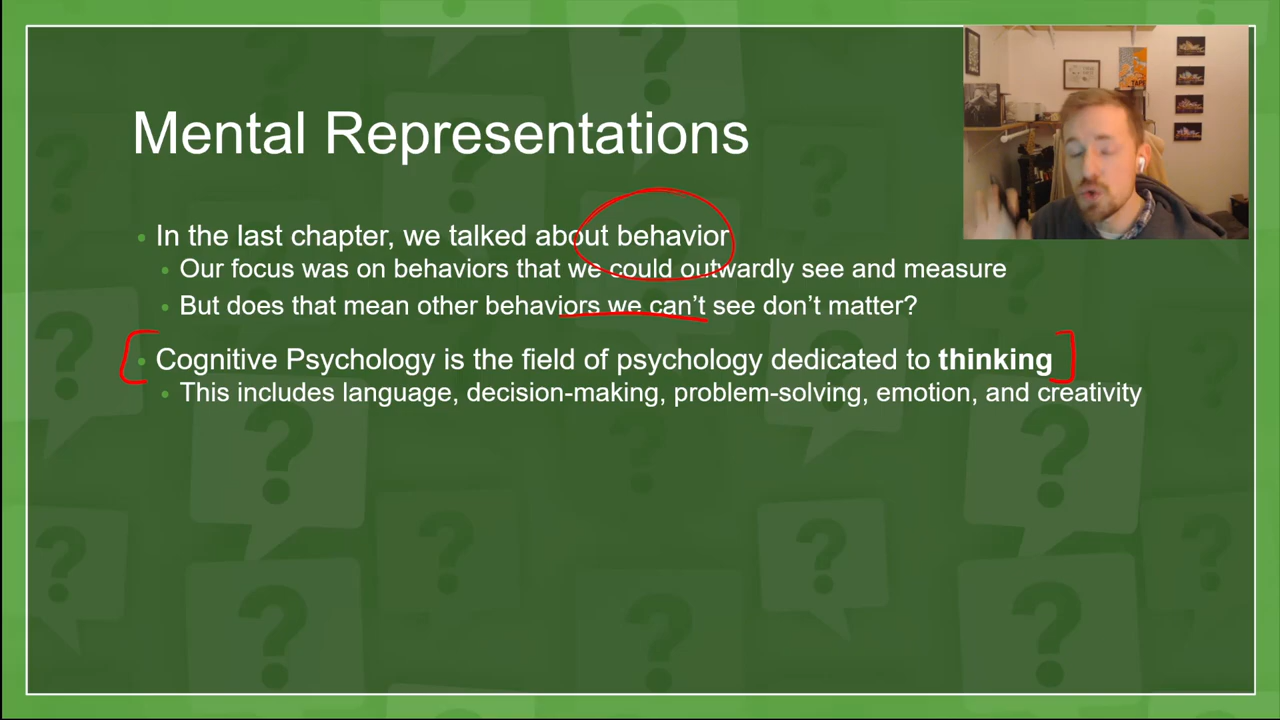 Mental Representations
In the last chapter, we talked about behavior
Our focus was on behaviors that we could outwardly see and measure
But does that mean other behaviors we can't see don't matter?
Cognitive Psychology is the field of psychology dedicated to thinking
This includes language, decision-making, problem-solving, emotion, and creativity